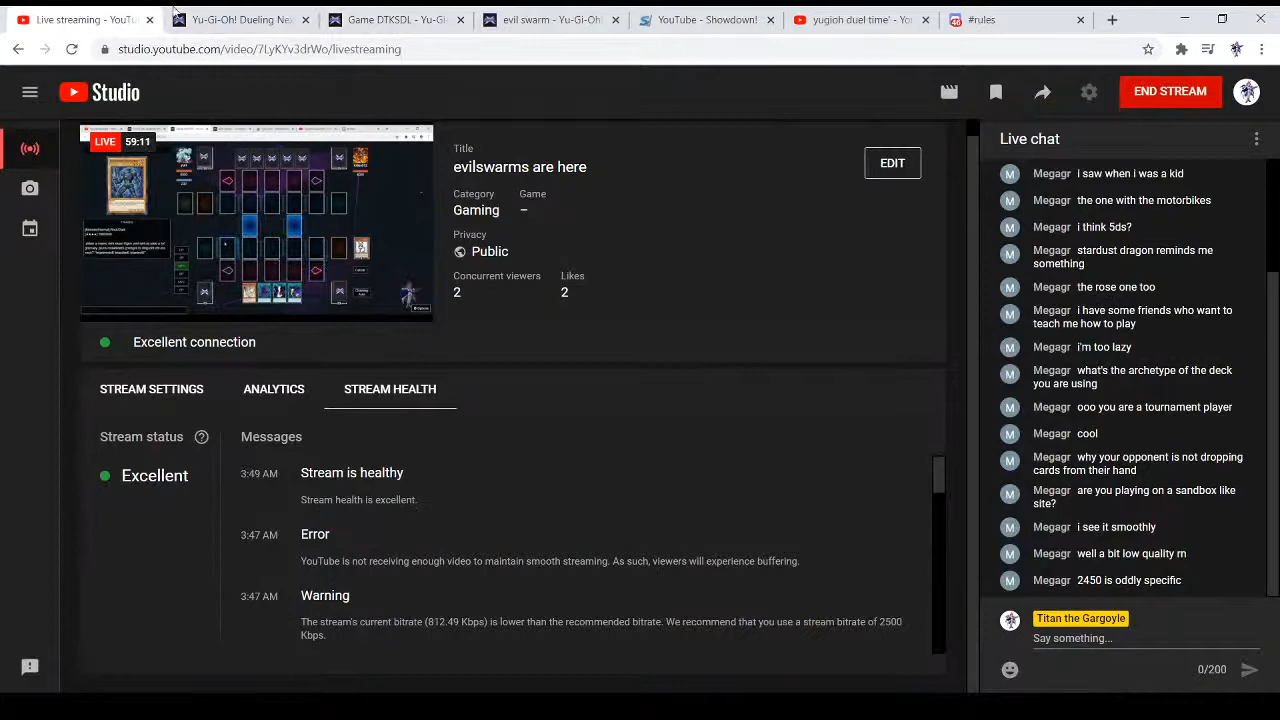 Live streaming - YouTu
Yu-Gi-Oh! Dueling Nex
Game DTKSDL - Yu-Gi-
evil swarm - Yu-Gi-Oh!
YouTube - Showdown!
yugioh duel time' - Yo
46
#rules
studio.youtube.com/video/7LyKYv3drWo/livestreaming
Studio
END STREAM
LIVE 59:11
Title
evilswarms are here
EDIT
Category
Game
Gaming
–
Privacy
Public
Concurrent viewers
Likes
2
2
Excellent connection
STREAM SETTINGS
ANALYTICS
STREAM HEALTH
Stream status
Messages
Excellent
3:49 AM
Stream is healthy
Stream health is excellent.
3:47 AM
Error
YouTube is not receiving enough video to maintain smooth streaming. As such, viewers will experience buffering.
3:47 AM
Warning
The stream's current bitrate (812.49 Kbps) is lower than the recommended bitrate. We recommend that you use a stream bitrate of 2500
Kbps.
Live chat
M Megagr i saw when i was a kid
M Megagr the one with the motorbikes
M Megagr i think 5ds?
M Megagr stardust dragon reminds me
something
M Megagr the rose one too
M Megagr i have some friends who want to
teach me how to play
M Megagr i'm too lazy
M Megagr what's the archetype of the deck
you are using
M Megagr ooo you are a tournament player
M Megagr cool
M Megagr why your opponent is not dropping
cards from their hand
M Megagr are you playing on a sandbox like
site?
M Megagr i see it smoothly
M Megagr well a bit low quality rn
M Megagr 2450 is oddly specific
Titan the Gargoyle
Say something...
0/200